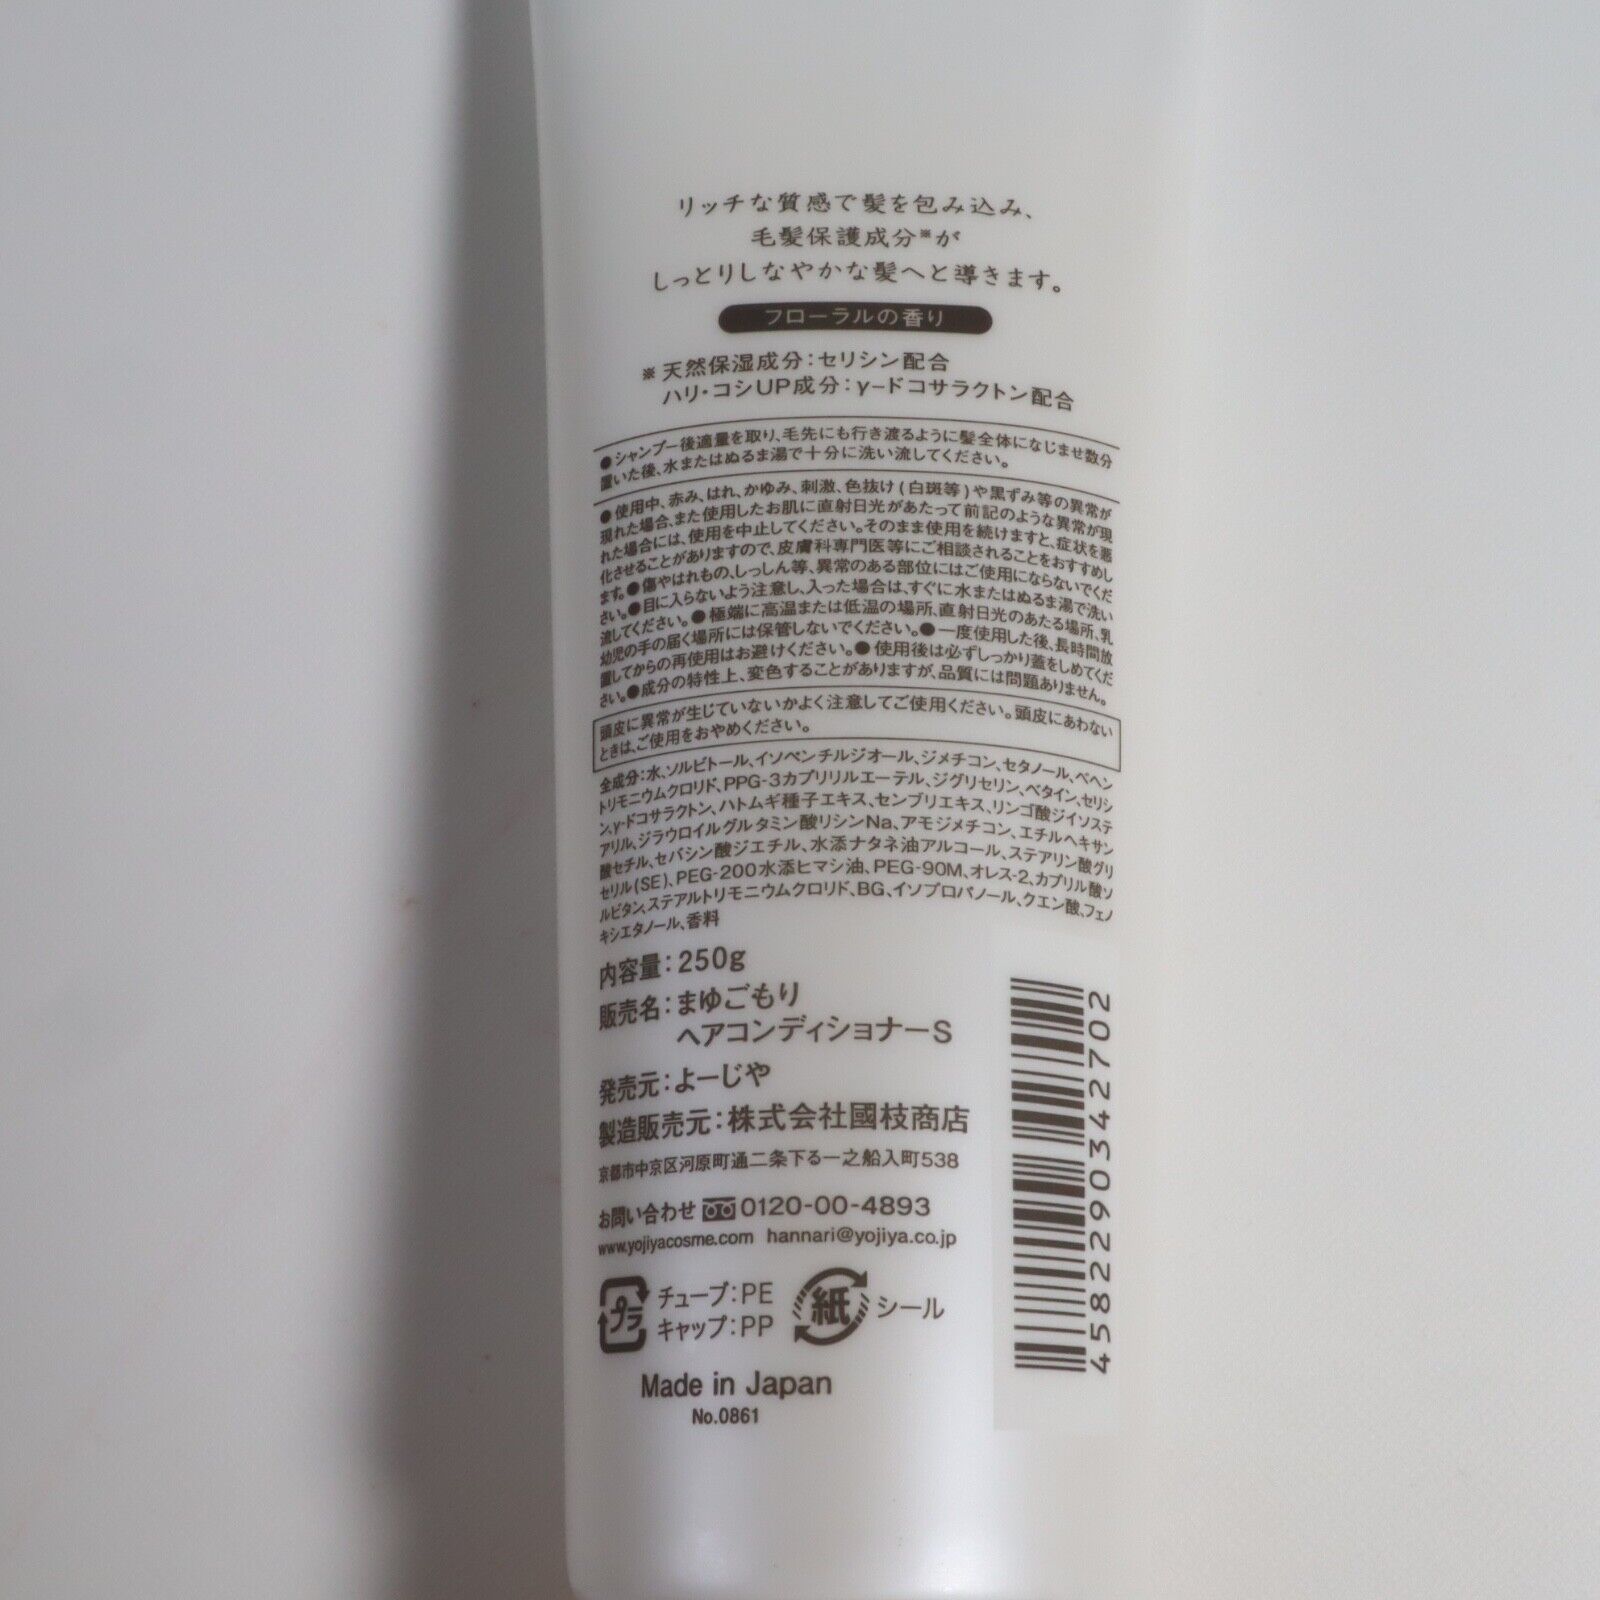 リッチな質感で髪を包み込み、
毛髪保護成分※が
しっとりしなやかな髪へと導きます。
フローラルの香り
※天然保湿成分:セリシン配合
ハリ・コシUP成分:γ-ドコサラクトン配合
●シャンプー後適量を取り、毛先にも行き渡るように髪全体になじませ数分
置いた後、水またはぬるま湯で十分に洗い流してください。
●使用中、赤み、はれ、かゆみ、刺激、色抜け(白斑等)や黒ずみ等の異常が
現れた場合、また使用したお肌に直射日光があたって前記のような異常が現
れた場合には、使用を中止してください。そのまま使用を続けますと、症状を悪
化させることがありますので、皮膚科専門医等にご相談されることをおすすめし
ます。●傷やはれもの、しっしん等、異常のある部位にはご使用にならないでくだ
さい。●目に入らないよう注意し、入った場合は、すぐに水またはぬるま湯で洗い
流してください。●極端に高温または低温の場所、直射日光のあたる場所、乳
幼児の手の届く場所には保管しないでください。●一度使用した後、長時間放
置してからの再使用はお避けください。●使用後は必ずしっかり蓋をしめてくだ
さい。●成分の特性上、変色することがありますが、品質には問題ありません。
頭皮に異常が生じていないかよく注意してご使用ください。頭皮にあわない
ときは、ご使用をおやめください。
全成分:水、ソルビトール、イソペンチルジオール、ジメチコン、セタノール、ベヘン
トリモニウムクロリド、PPG-3カプリリルエーテル、ジグリセリン、ベタイン、セリシ
ン、γ-ドコサラクトン、ハトムギ種子エキス、センブリエキス、リンゴ酸ジイソステ
アリル、ジラウロイルグルタミン酸リシンNa、アモジメチコン、エチルヘキサン
酸セチル、セバシン酸ジエチル、水添ナタネ油アルコール、ステアリン酸グリ
セリル(SE)、PEG-200水添ヒマシ油、PEG-90M、オレス-2、カプリル酸ソ
ルビタン、ステアルトリモニウムクロリド、BG、イソプロパノール、クエン酸、フェノ
キシエタノール、香料
内容量:250g
販売名:まゆごもり
ヘアコンディショナーS
発売元:よーじや
製造販売元:株式会社國枝商店
京都市中京区河原町通二条下る一之船入町538
お問い合わせ 0120-00-4893
www.yojiyacosme.com hannari@yojiya.co.jp
プラ チューブ:PE
キャップ:PP
紙 シール
Made in Japan
No.0861
4582290342702